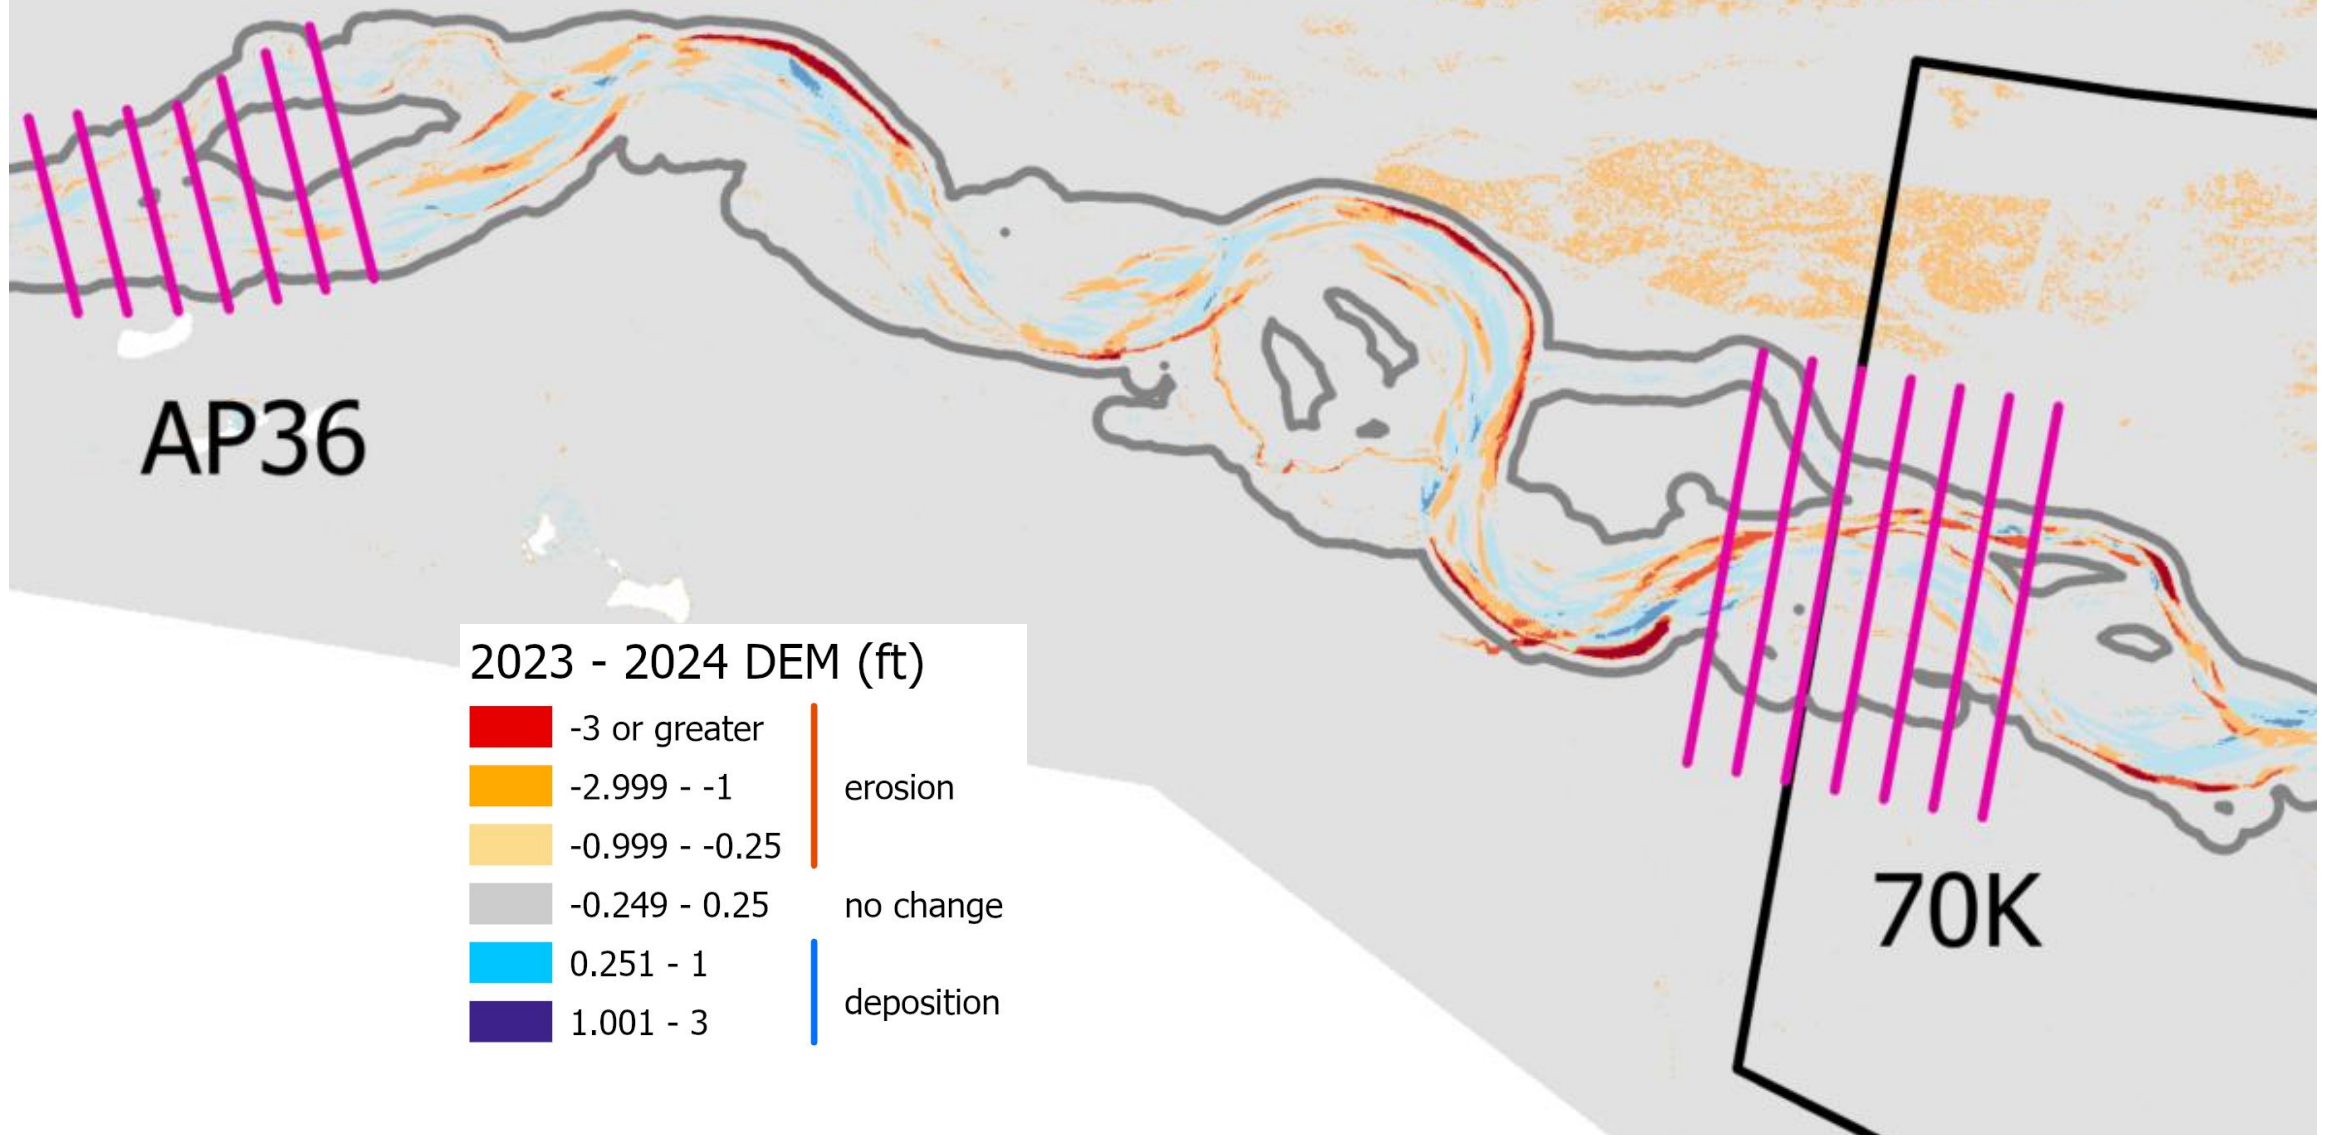 AP36
2023 - 2024 DEM (ft)
-3 or greater
-2.999 - -1
erosion
-0.999 - -0.25
-0.249 - 0.25
no change
0.251 - 1
deposition
1.001 - 3
70K